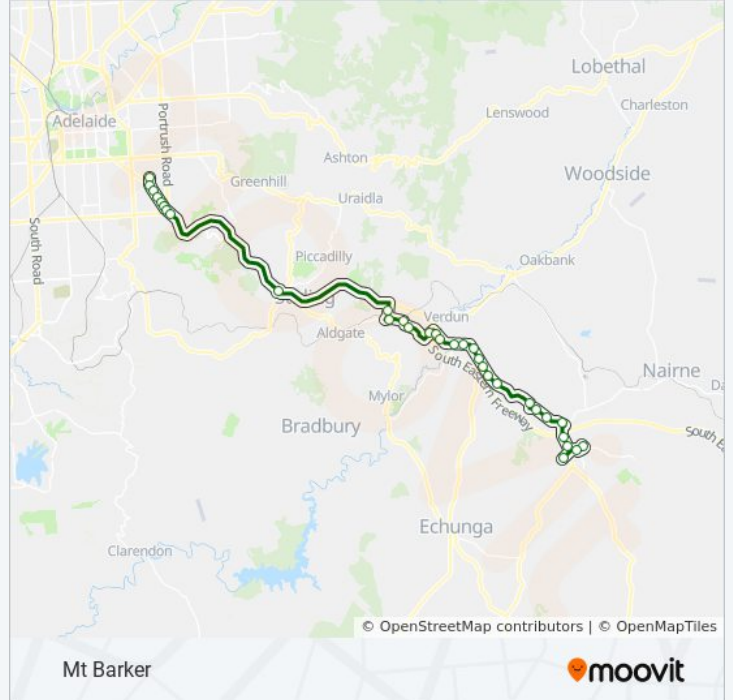 Lobethal
Charleston
Lenswood
Adelaide
Portrush Road
Ashton
Woodside
Greenhill
Uraidla
South Road
Piccadilly
Oakbank
Verdun
Aldgate
South Eastern Freeway
Nairne
Mylor
Bradbury
South E
Echunga
Clarendon
© OpenStreetMap contributors | © OpenMapTiles
Mt Barker
moovit